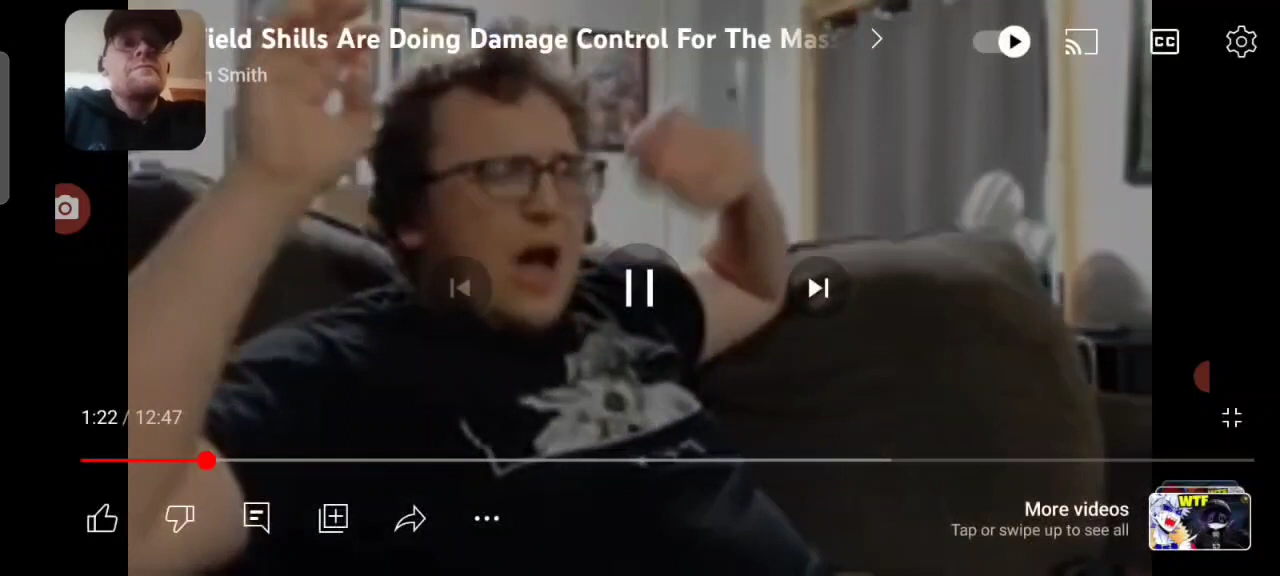 ield Shills Are Doing Damage Control For The Mas
Smith
CC
1:22 / 12:47
More videos
Tap or swipe up to see all
WTF